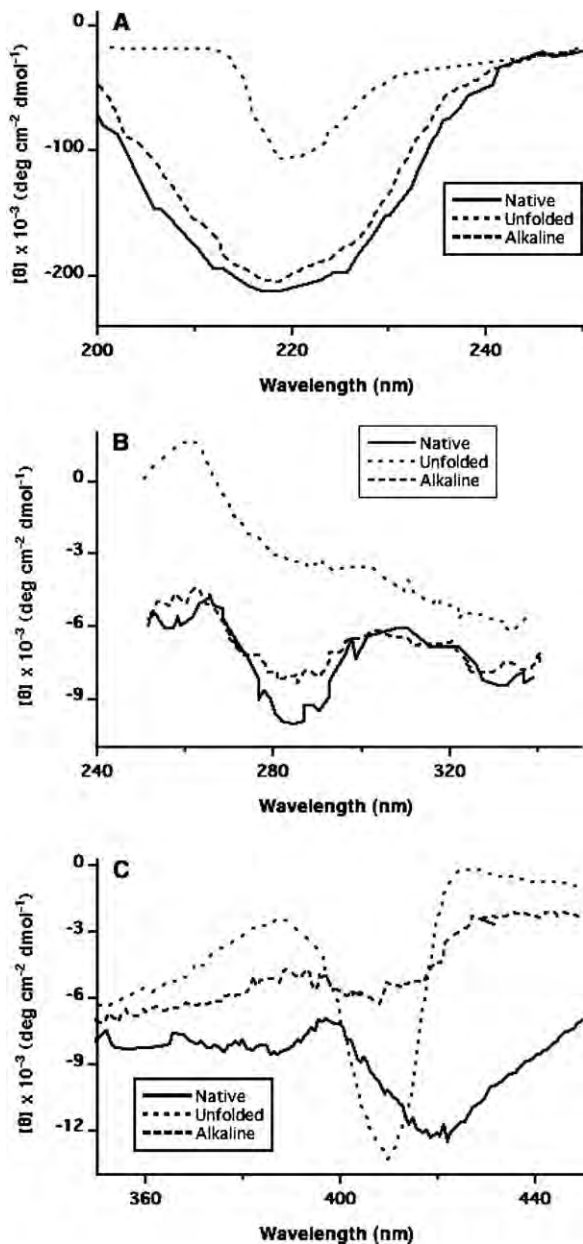 A
[θ] x 10⁻³ (deg cm⁻² dmol⁻¹)
-0
-100
-200
Native
Unfolded
Alkaline
200
220
240
Wavelength (nm)
B
[θ] x 10⁻³ (deg cm⁻² dmol⁻¹)
0
-3
-6
-9
Native
Unfolded
Alkaline
240
280
320
Wavelength (nm)
C
[θ] x 10⁻³ (deg cm⁻² dmol⁻¹)
0
-3
-6
-9
-12
Native
Unfolded
Alkaline
360
400
440
Wavelength (nm)